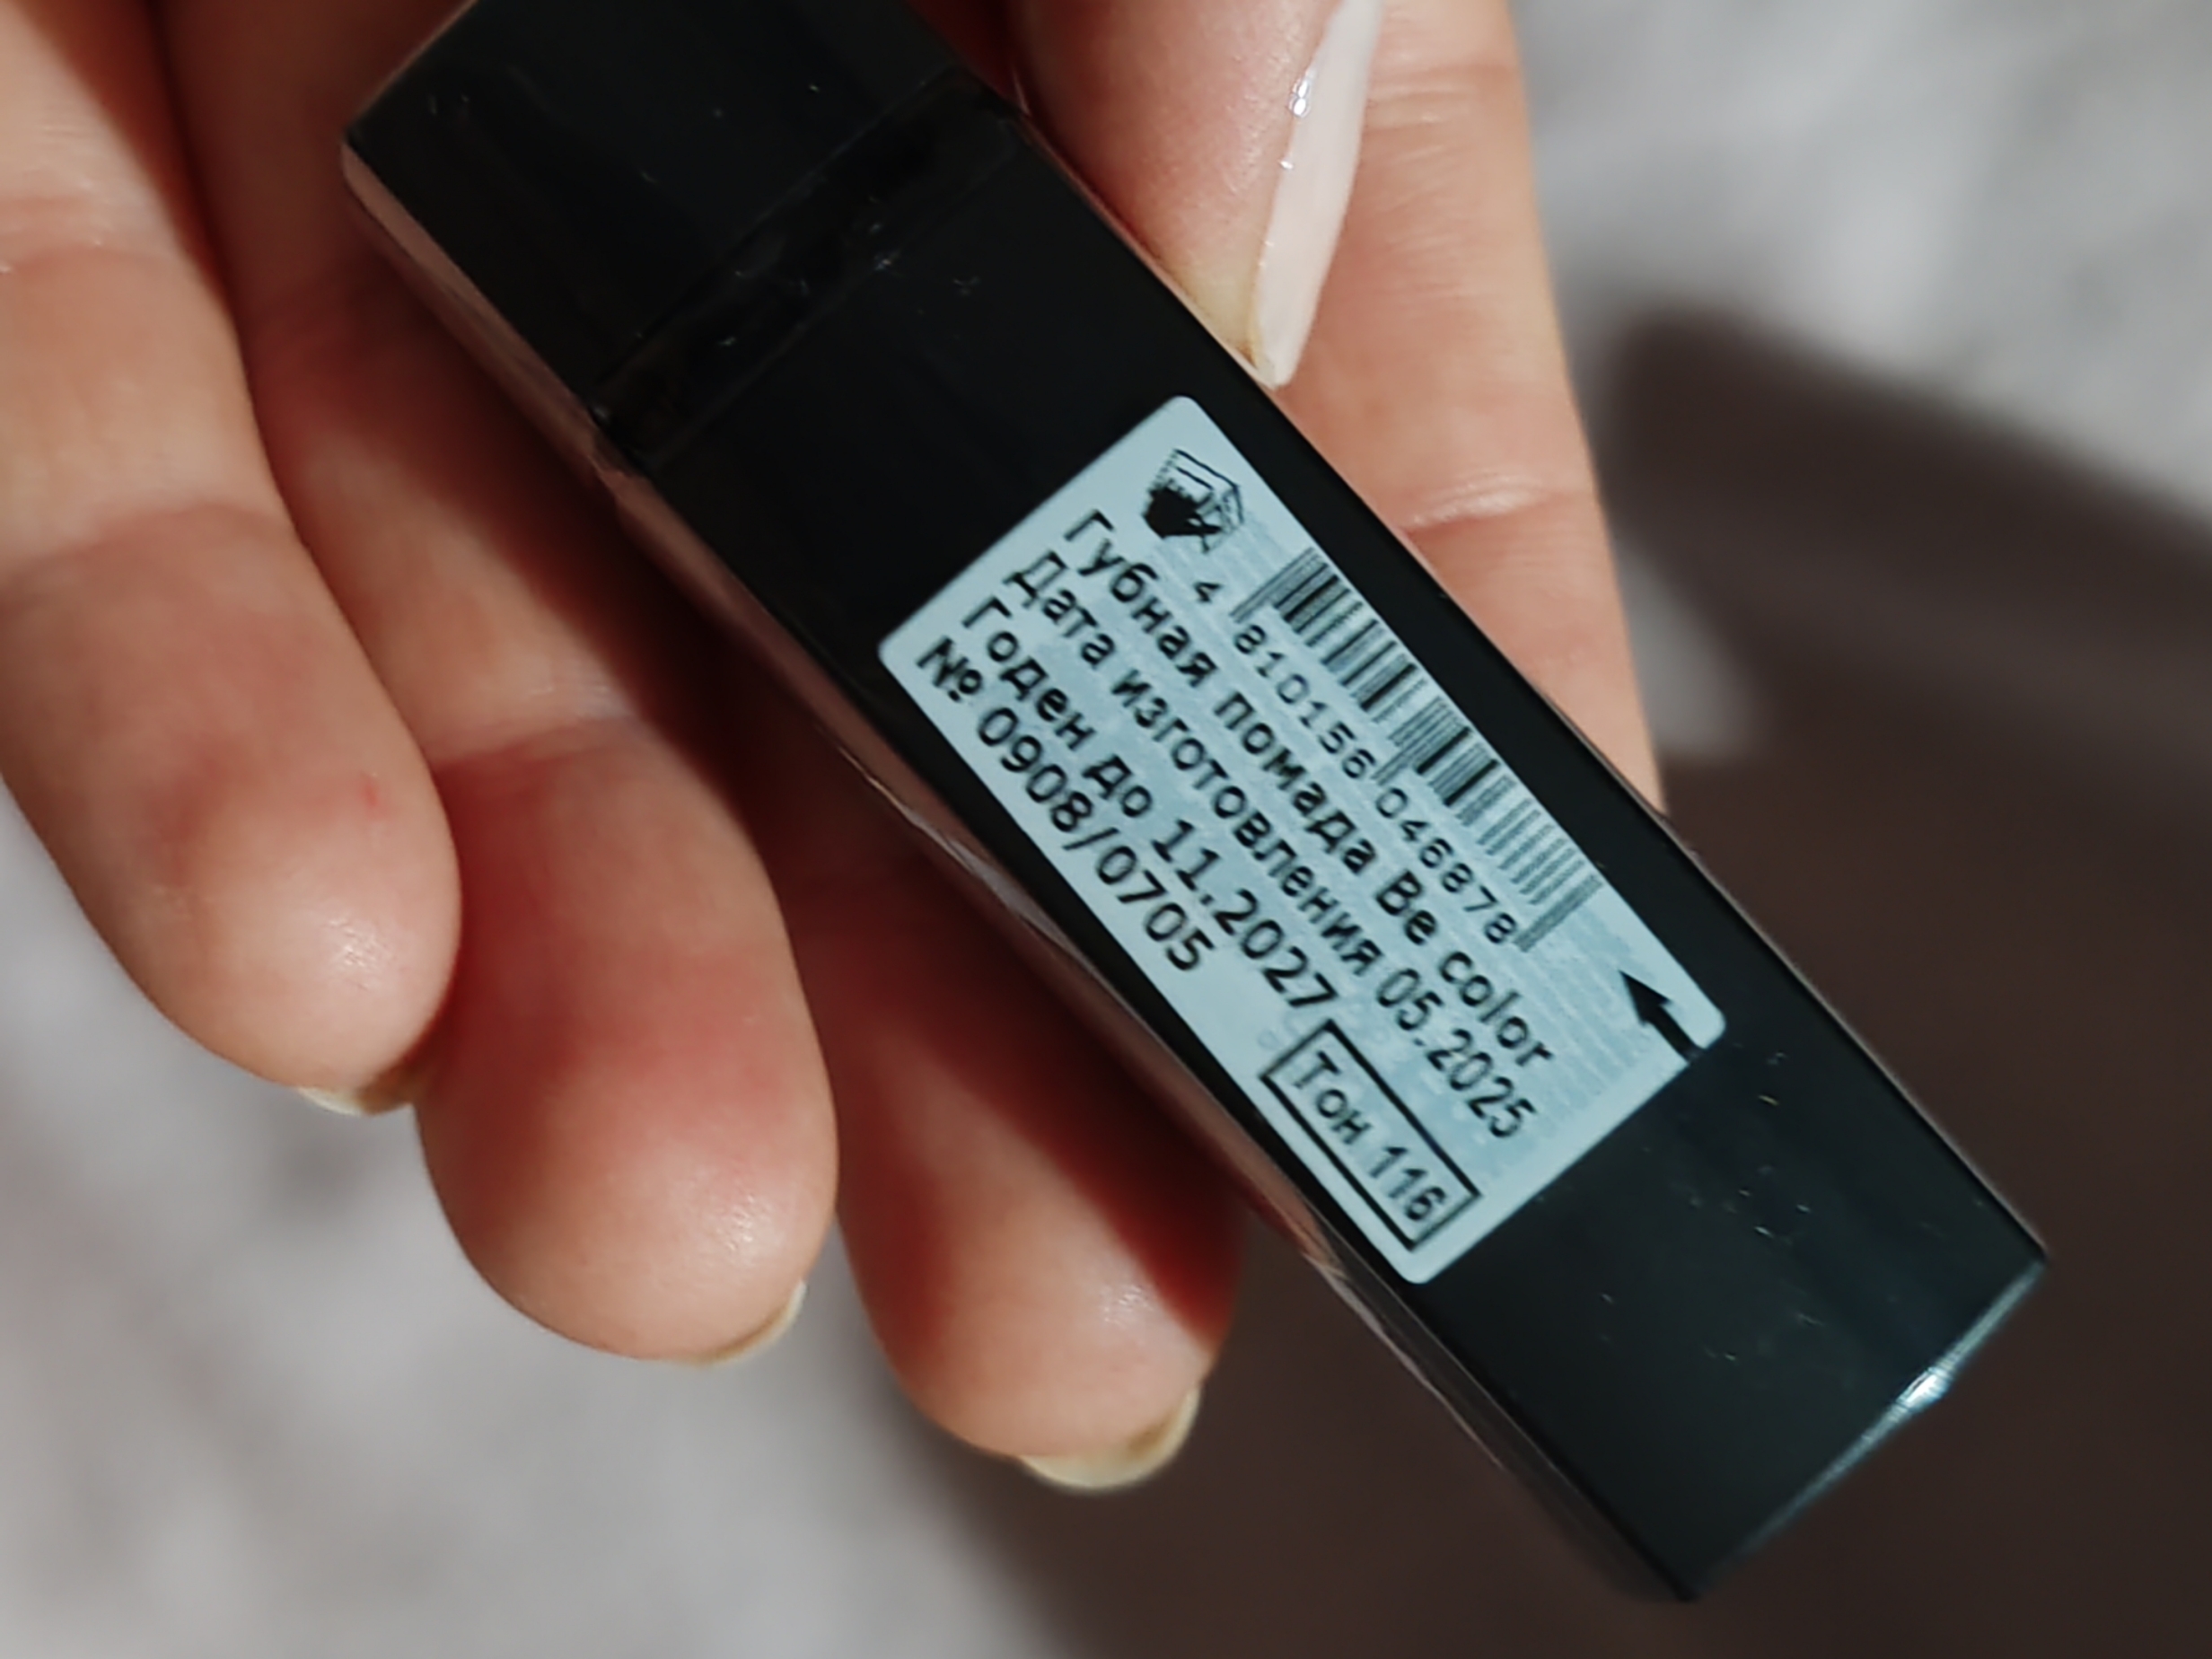 4 810156 046878
Губная помада Be color
Дата изготовления 05.2025
Годен до 11.2027
№ 0908/0705
Тон 116